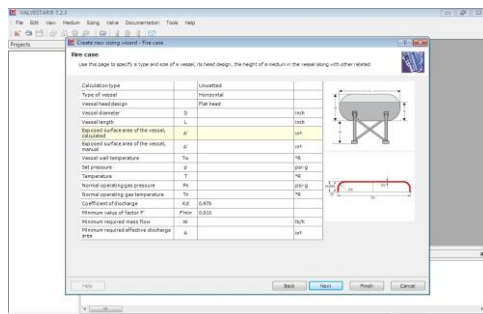 VALVESTAR® 7.2.3
File Edit View Medium Sizing Valve Documentation Tools Help
Projects
Create new sizing wizard - Fire case
Fire case
Use this page to specify a type and size of a vessel, its head design, the height of a medium in the vessel along with other related
Calculation type Unwetted
Type of vessel Horizontal
Vessel head design Flat head
Vessel diameter D inch
Vessel length L inch
Exposed surface area of the vessel, calculated A' in²
Exposed surface area of the vessel, manual A' in²
Vessel wall temperature Tw °R
Set pressure p psi-g
Temperature T °R
Normal operating gas pressure Pn psi-g
Normal operating gas temperature Tn °R
Coefficient of discharge Kd 0.975
Minimum value of factor F' F'min 0.010
Minimum required mass flow W lb/h
Minimum required effective discharge area A in²
Help Back Next Finish Cancel